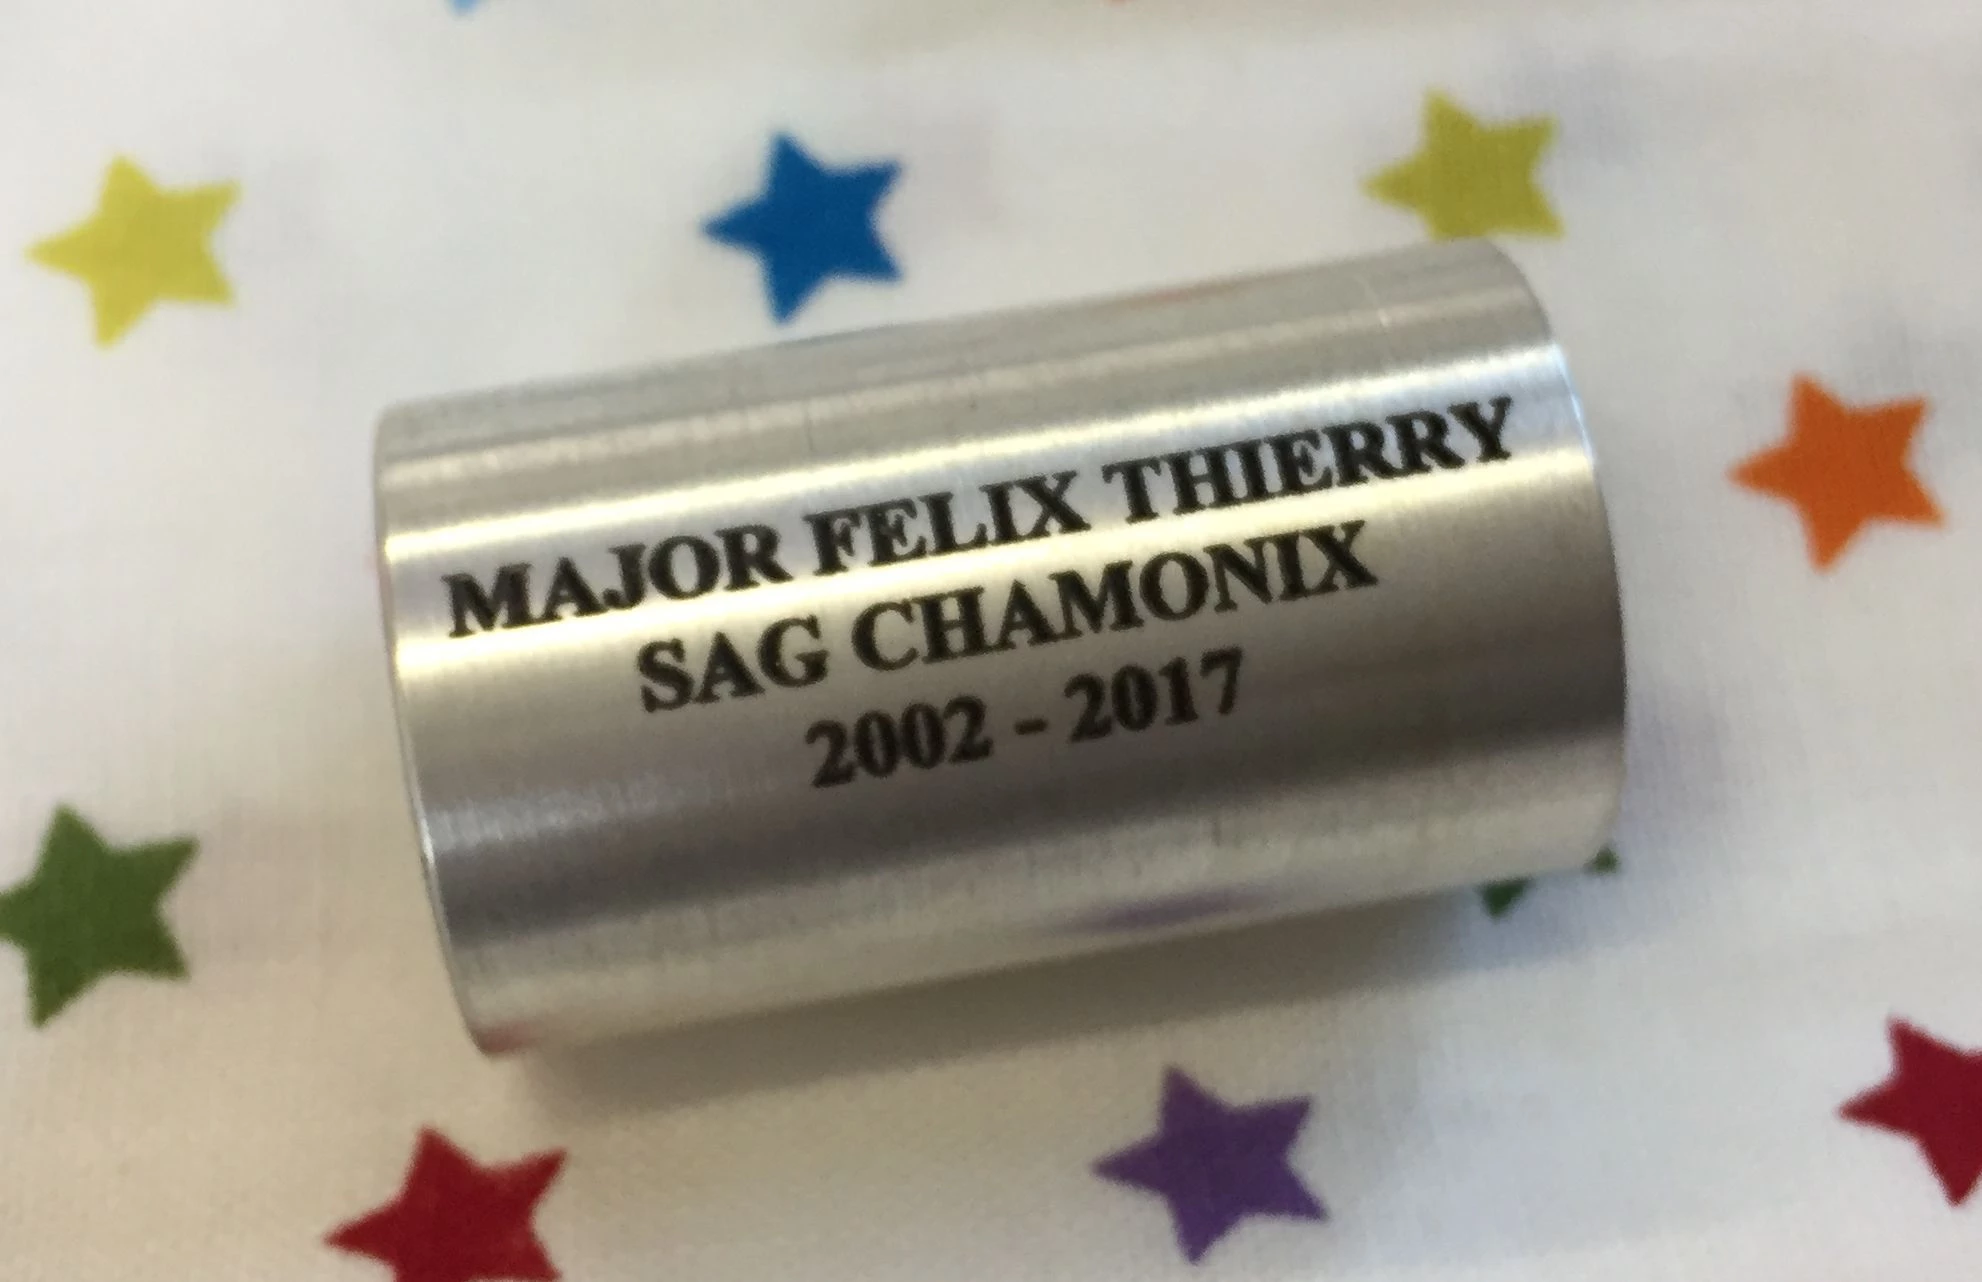 MAJOR FELIX THIERRY
SAG CHAMONIX
2002 - 2017